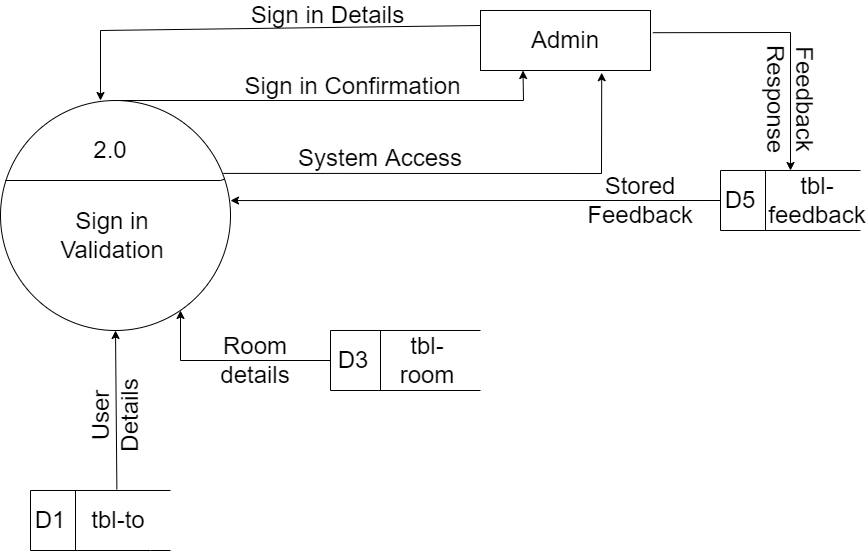 Sign in Details
Admin
Sign in Confirmation
Feedback
Response
2.0
System Access
Stored
Feedback
D5
tbl-
feedback
Sign in
Validation
Room
details
D3
tbl-
room
User
Details
D1
tbl-to